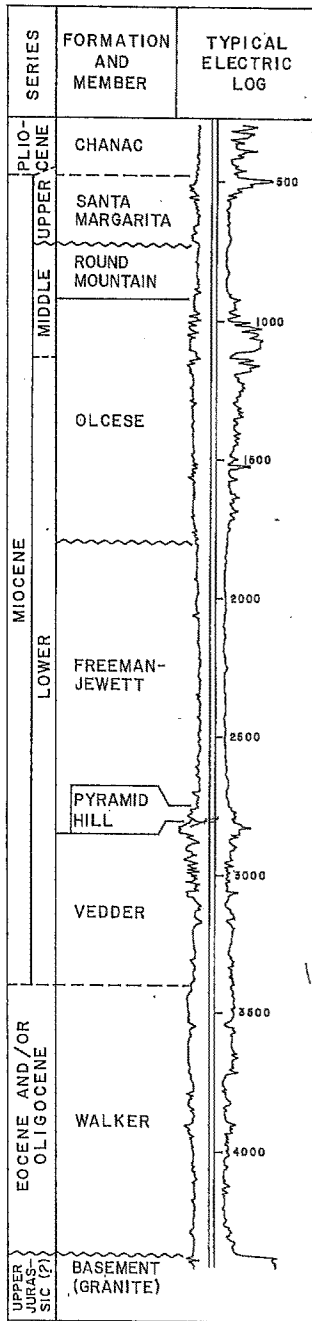 SERIES
FORMATION
AND
MEMBER
TYPICAL
ELECTRIC
LOG
PLIO-
CENE
CHANAC
500
UPPER
SANTA
MARGARITA
MIDDLE
ROUND
MOUNTAIN
1000
OLCESE
1500
MIOCENE
LOWER
2000
FREEMAN-
JEWETT
2500
PYRAMID
HILL
3000
VEDDER
3500
EOCENE AND/OR
OLIGOCENE
WALKER
4000
UPPER
JURAS-
SIC (?)
BASEMENT
(GRANITE)